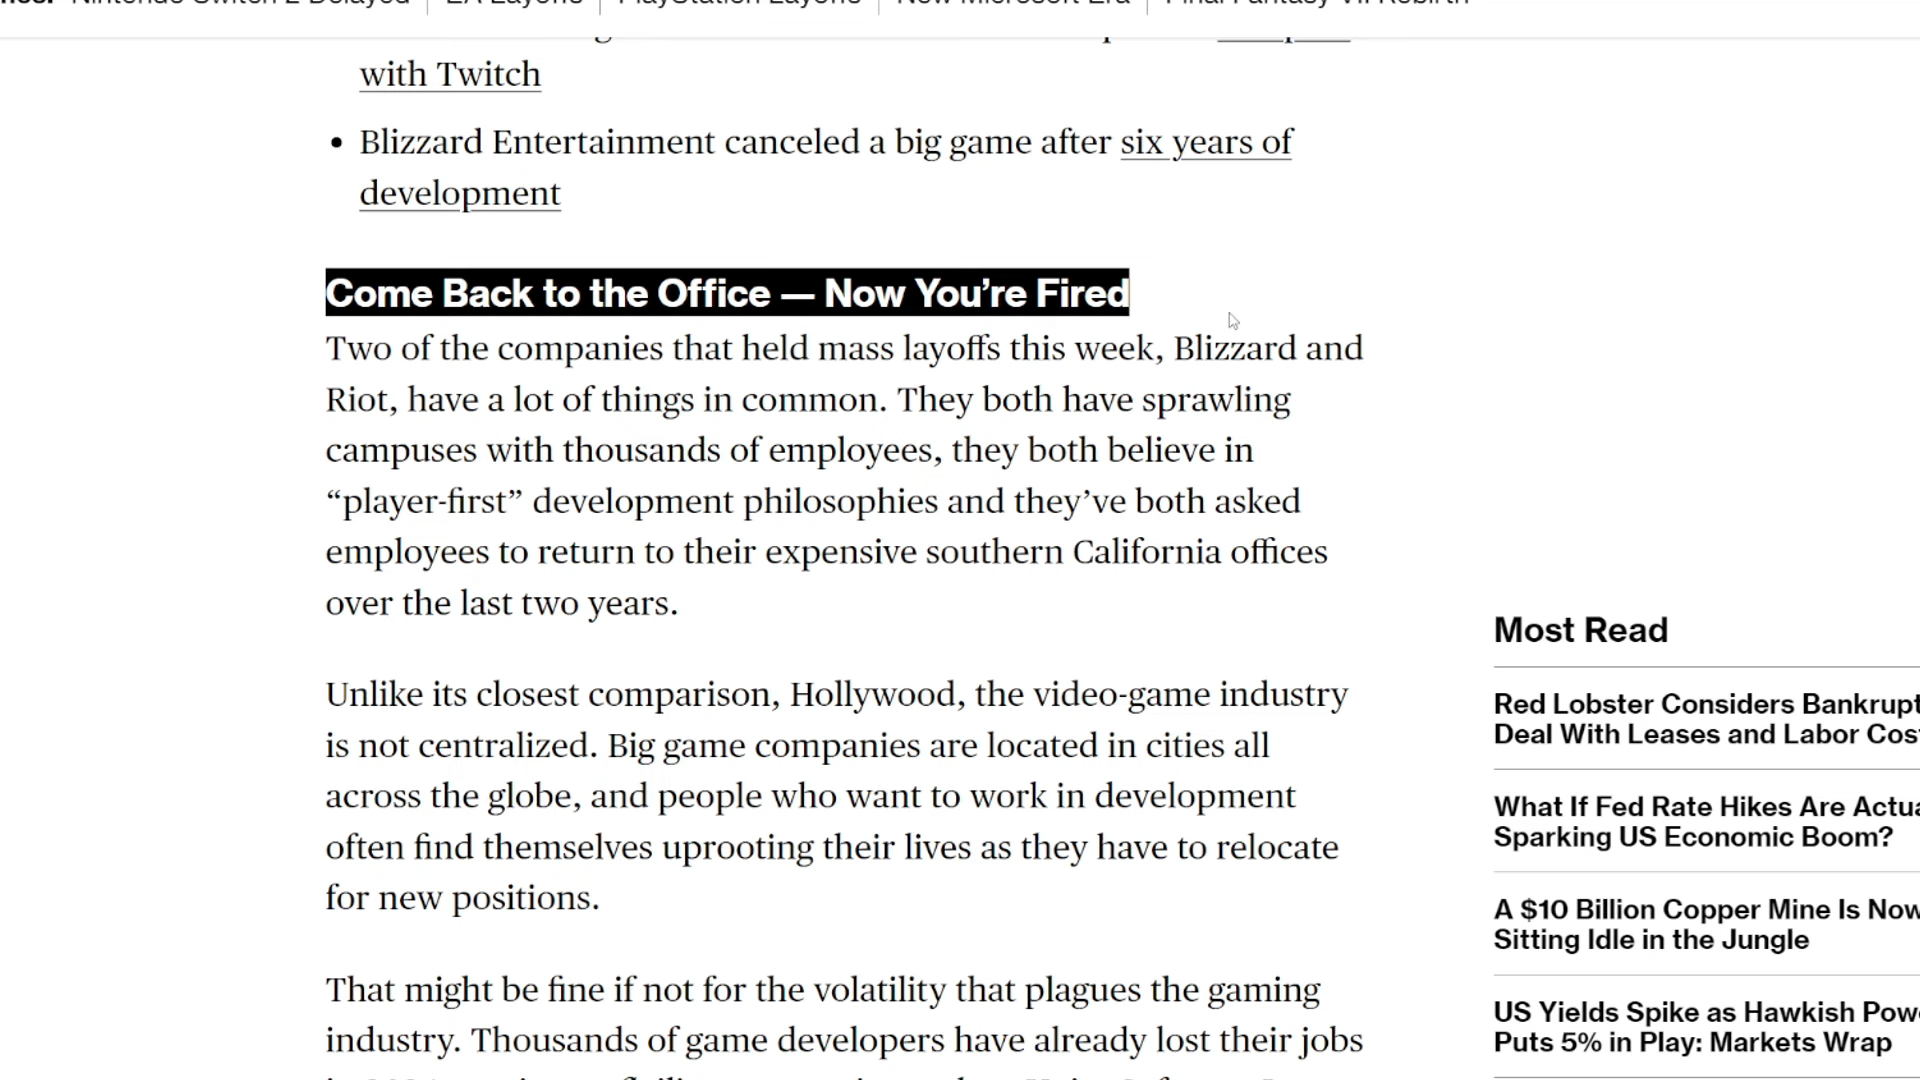 Nintendo Switch 2 Delayed EA Layoffs PlayStation Layoffs New Microsoft Era Final Fantasy VII Rebirth
with Twitch
• Blizzard Entertainment canceled a big game after six years of
development
Come Back to the Office — Now You’re Fired
Two of the companies that held mass layoffs this week, Blizzard and
Riot, have a lot of things in common. They both have sprawling
campuses with thousands of employees, they both believe in
“player-first” development philosophies and they’ve both asked
employees to return to their expensive southern California offices
over the last two years.
Unlike its closest comparison, Hollywood, the video-game industry
is not centralized. Big game companies are located in cities all
across the globe, and people who want to work in development
often find themselves uprooting their lives as they have to relocate
for new positions.
That might be fine if not for the volatility that plagues the gaming
industry. Thousands of game developers have already lost their jobs
Most Read
Red Lobster Considers Bankrupt
Deal With Leases and Labor Cos
What If Fed Rate Hikes Are Actua
Sparking US Economic Boom?
A $10 Billion Copper Mine Is Now
Sitting Idle in the Jungle
US Yields Spike as Hawkish Pow
Puts 5% in Play: Markets Wrap